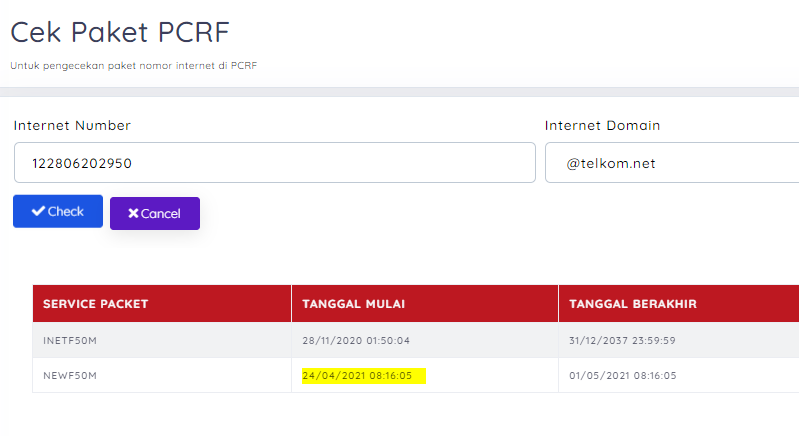 Cek Paket PCRF
Untuk pengecekan paket nomor internet di PCRF
Internet Number Internet Domain
122806202950 @telkom.net
Check Cancel
SERVICE PACKET TANGGAL MULAI TANGGAL BERAKHIR
INETF50M 28/11/2020 01:50:04 31/12/2037 23:59:59
NEWF50M 24/04/2021 08:16:05 01/05/2021 08:16:05